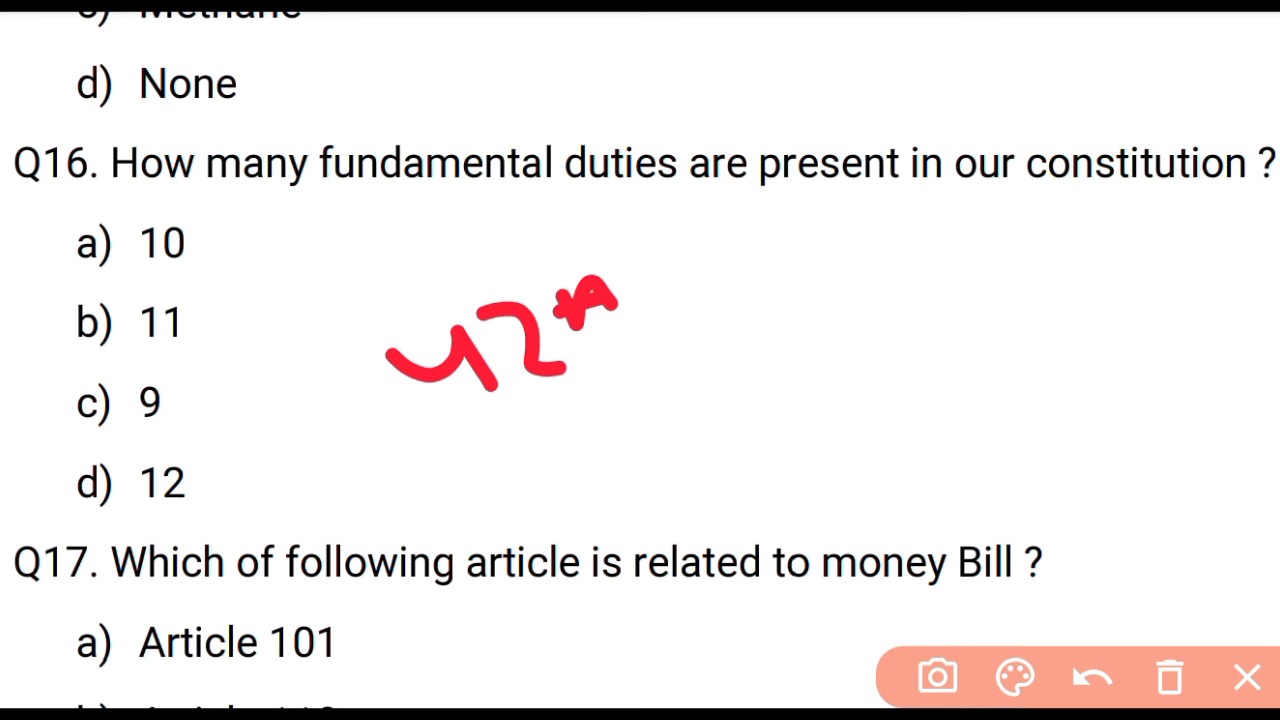 d) None
Q16. How many fundamental duties are present in our constitution ?
a) 10
b) 11
42
c) 9
d) 12
Q17. Which of following article is related to money Bill ?
a) Article 101